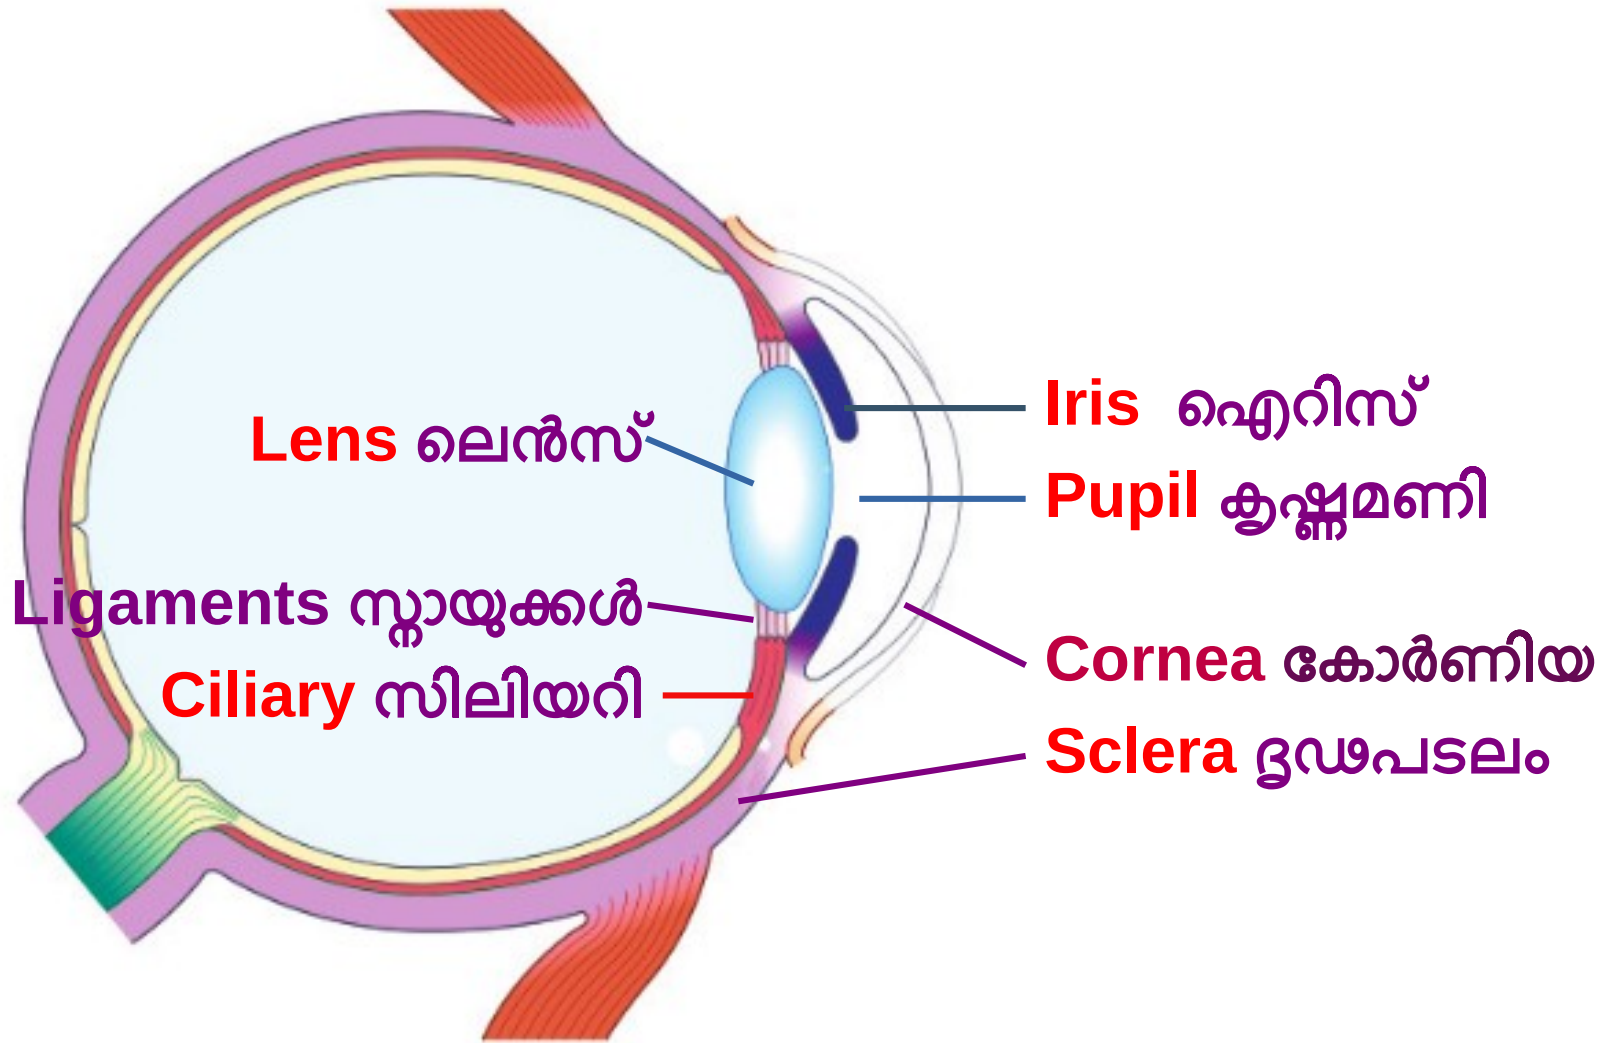 Lens ലെൻസ്
Ligaments സ്നായുക്കൾ
Ciliary സിലിയറി
Iris ഐറിസ്
Pupil കൃഷ്ണമണി
Cornea കോർണിയ
Sclera ദൃഢപടലം